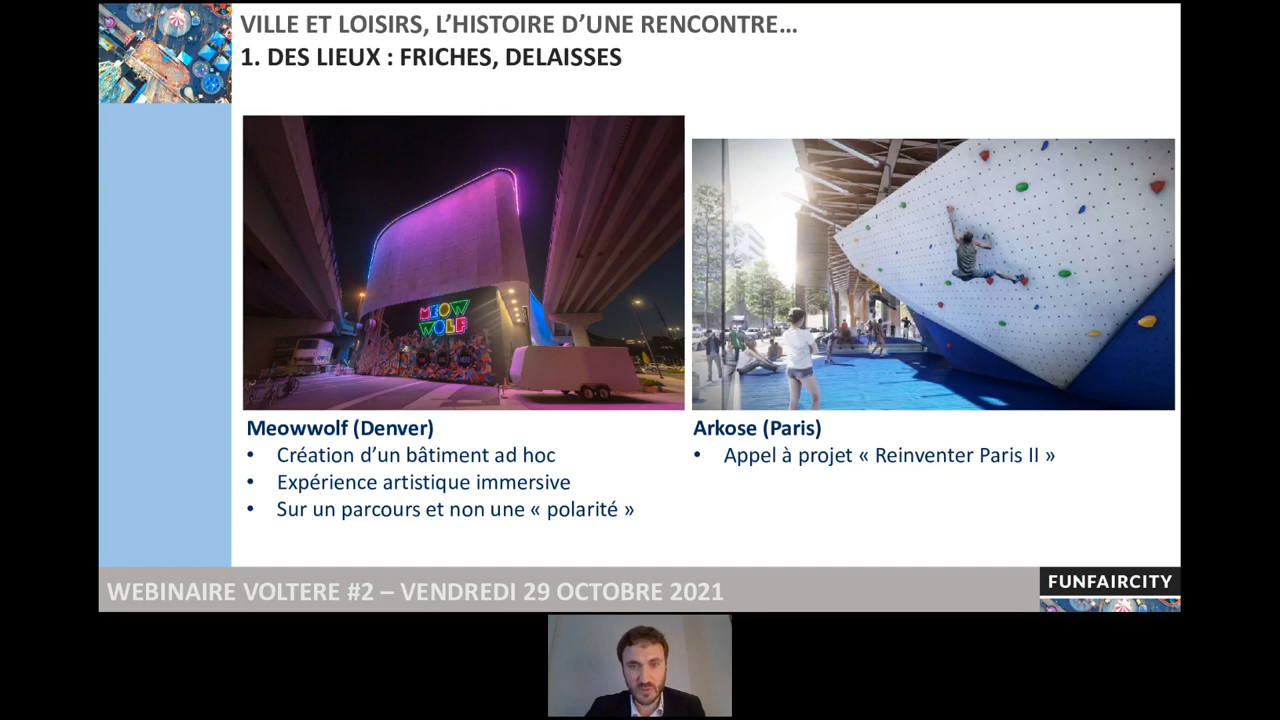 VILLE ET LOISIRS, L’HISTOIRE D’UNE RENCONTRE…
1. DES LIEUX : FRICHES, DELAISSES
MEOW
WOLF
Meowwolf (Denver)
• Création d’un bâtiment ad hoc
• Expérience artistique immersive
• Sur un parcours et non une « polarité »
Arkose (Paris)
• Appel à projet « Reinventer Paris II »
WEBINAIRE VOLTERE #2 – VENDREDI 29 OCTOBRE 2021
FUNFAIRCITY